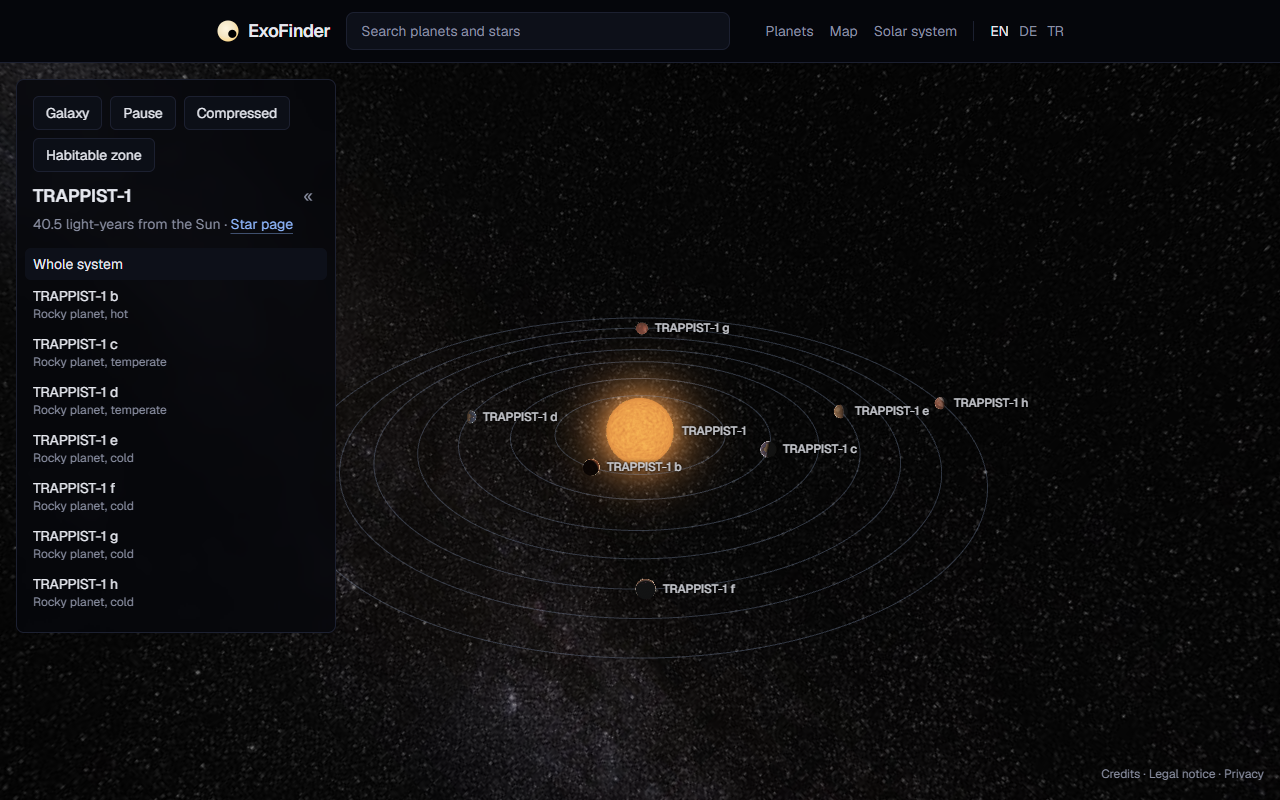 ExoFinder
Search planets and stars
Planets Map Solar system EN DE TR
Galaxy Pause Compressed
Habitable zone
TRAPPIST-1 «
40.5 light-years from the Sun · Star page
Whole system
TRAPPIST-1 b
Rocky planet, hot
TRAPPIST-1 c
Rocky planet, temperate
TRAPPIST-1 d
Rocky planet, temperate
TRAPPIST-1 e
Rocky planet, cold
TRAPPIST-1 f
Rocky planet, cold
TRAPPIST-1 g
Rocky planet, cold
TRAPPIST-1 h
Rocky planet, cold
TRAPPIST-1 g
TRAPPIST-1 h
TRAPPIST-1 e
TRAPPIST-1 d
TRAPPIST-1
TRAPPIST-1 c
TRAPPIST-1 b
TRAPPIST-1 f
Credits · Legal notice · Privacy